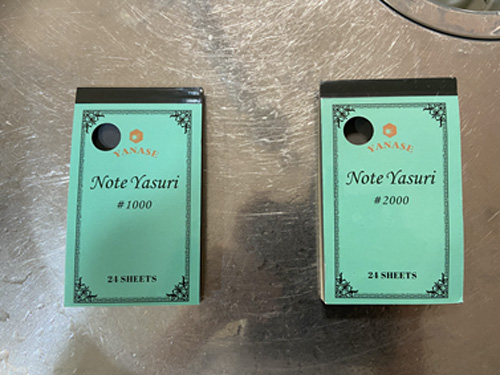 YANASE
Note Yasuri
#1000
24 SHEETS
YANASE
Note Yasuri
#2000
24 SHEETS